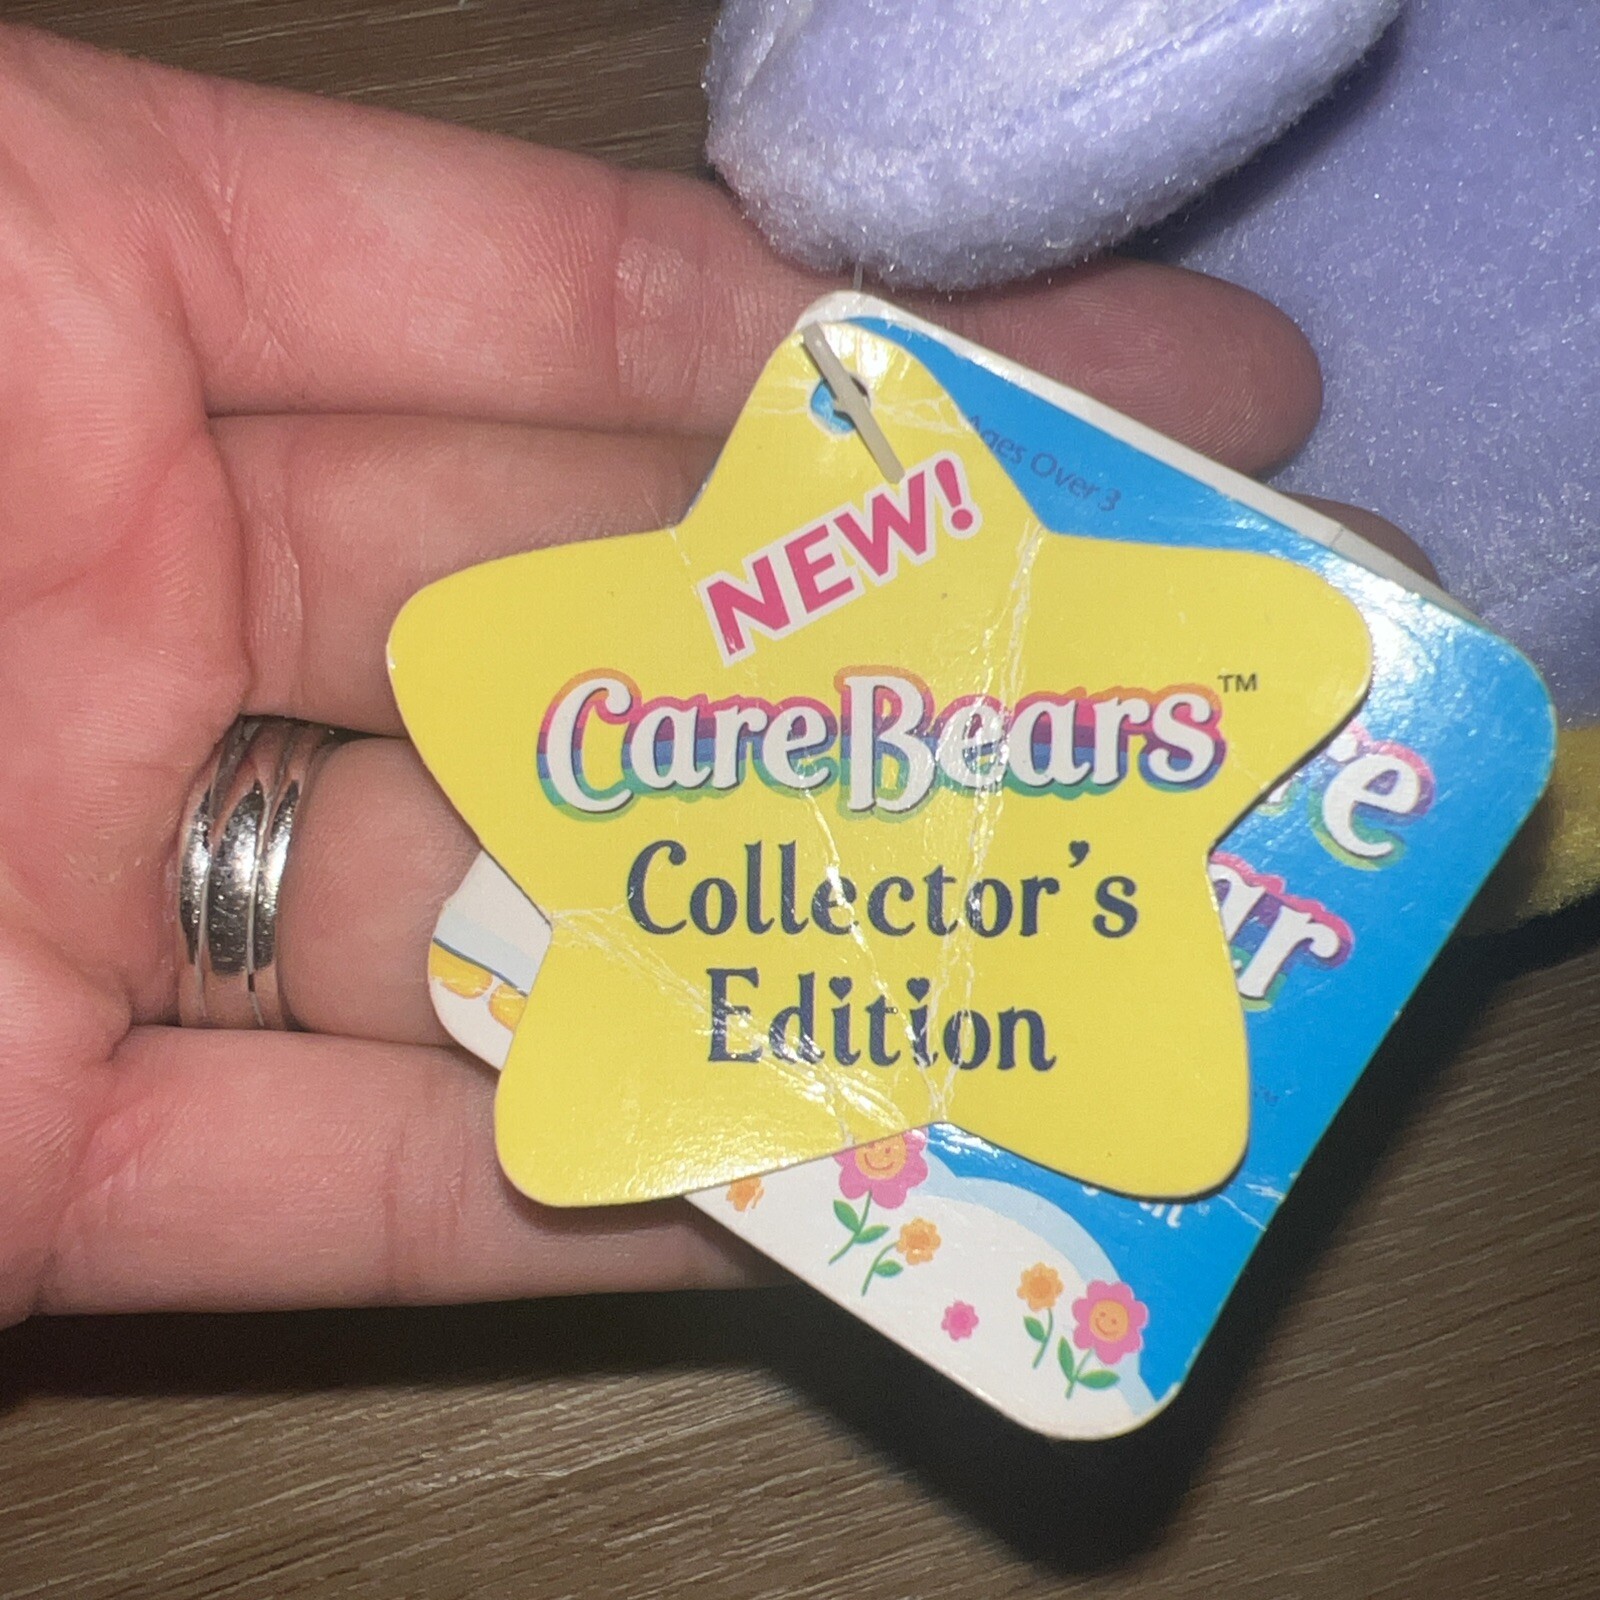 Ages Over 3
NEW!
CareBears™
Collector's
Edition